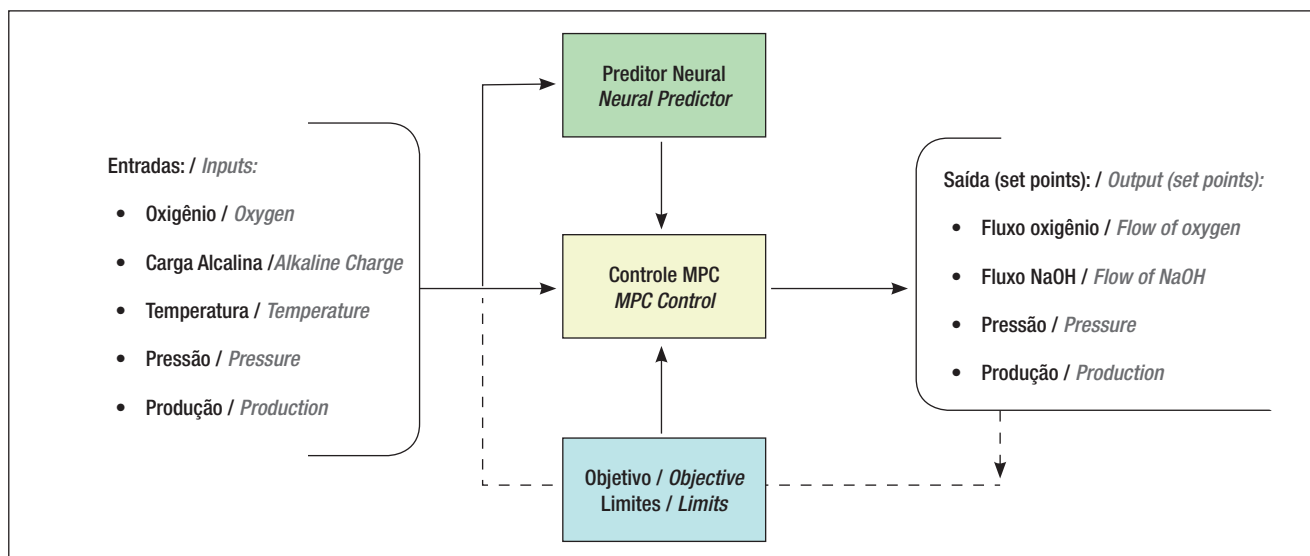 Preditor Neural
Neural Predictor
Entradas: / Inputs:
• Oxigênio / Oxygen
• Carga Alcalina /Alkaline Charge
• Temperatura / Temperature
• Pressão / Pressure
• Produção / Production
Controle MPC
MPC Control
Objetivo / Objective
Limites / Limits
Saída (set points): / Output (set points):
• Fluxo oxigênio / Flow of oxygen
• Fluxo NaOH / Flow of NaOH
• Pressão / Pressure
• Produção / Production